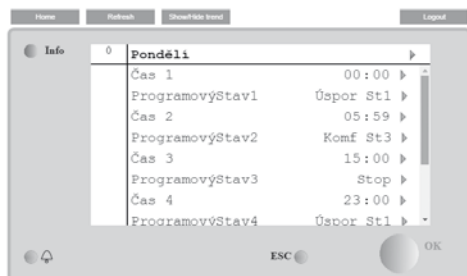 Home Refresh Show/Hide trend Logout
Info
0 Pondělí
Čas 1 00:00
ProgramovýStav1 Úspor St1
Čas 2 05:59
ProgramovýStav2 Komf St3
Čas 3 15:00
ProgramovýStav3 Stop
Čas 4 23:00
ProgramovýStav4 Úspor St1
ESC OK